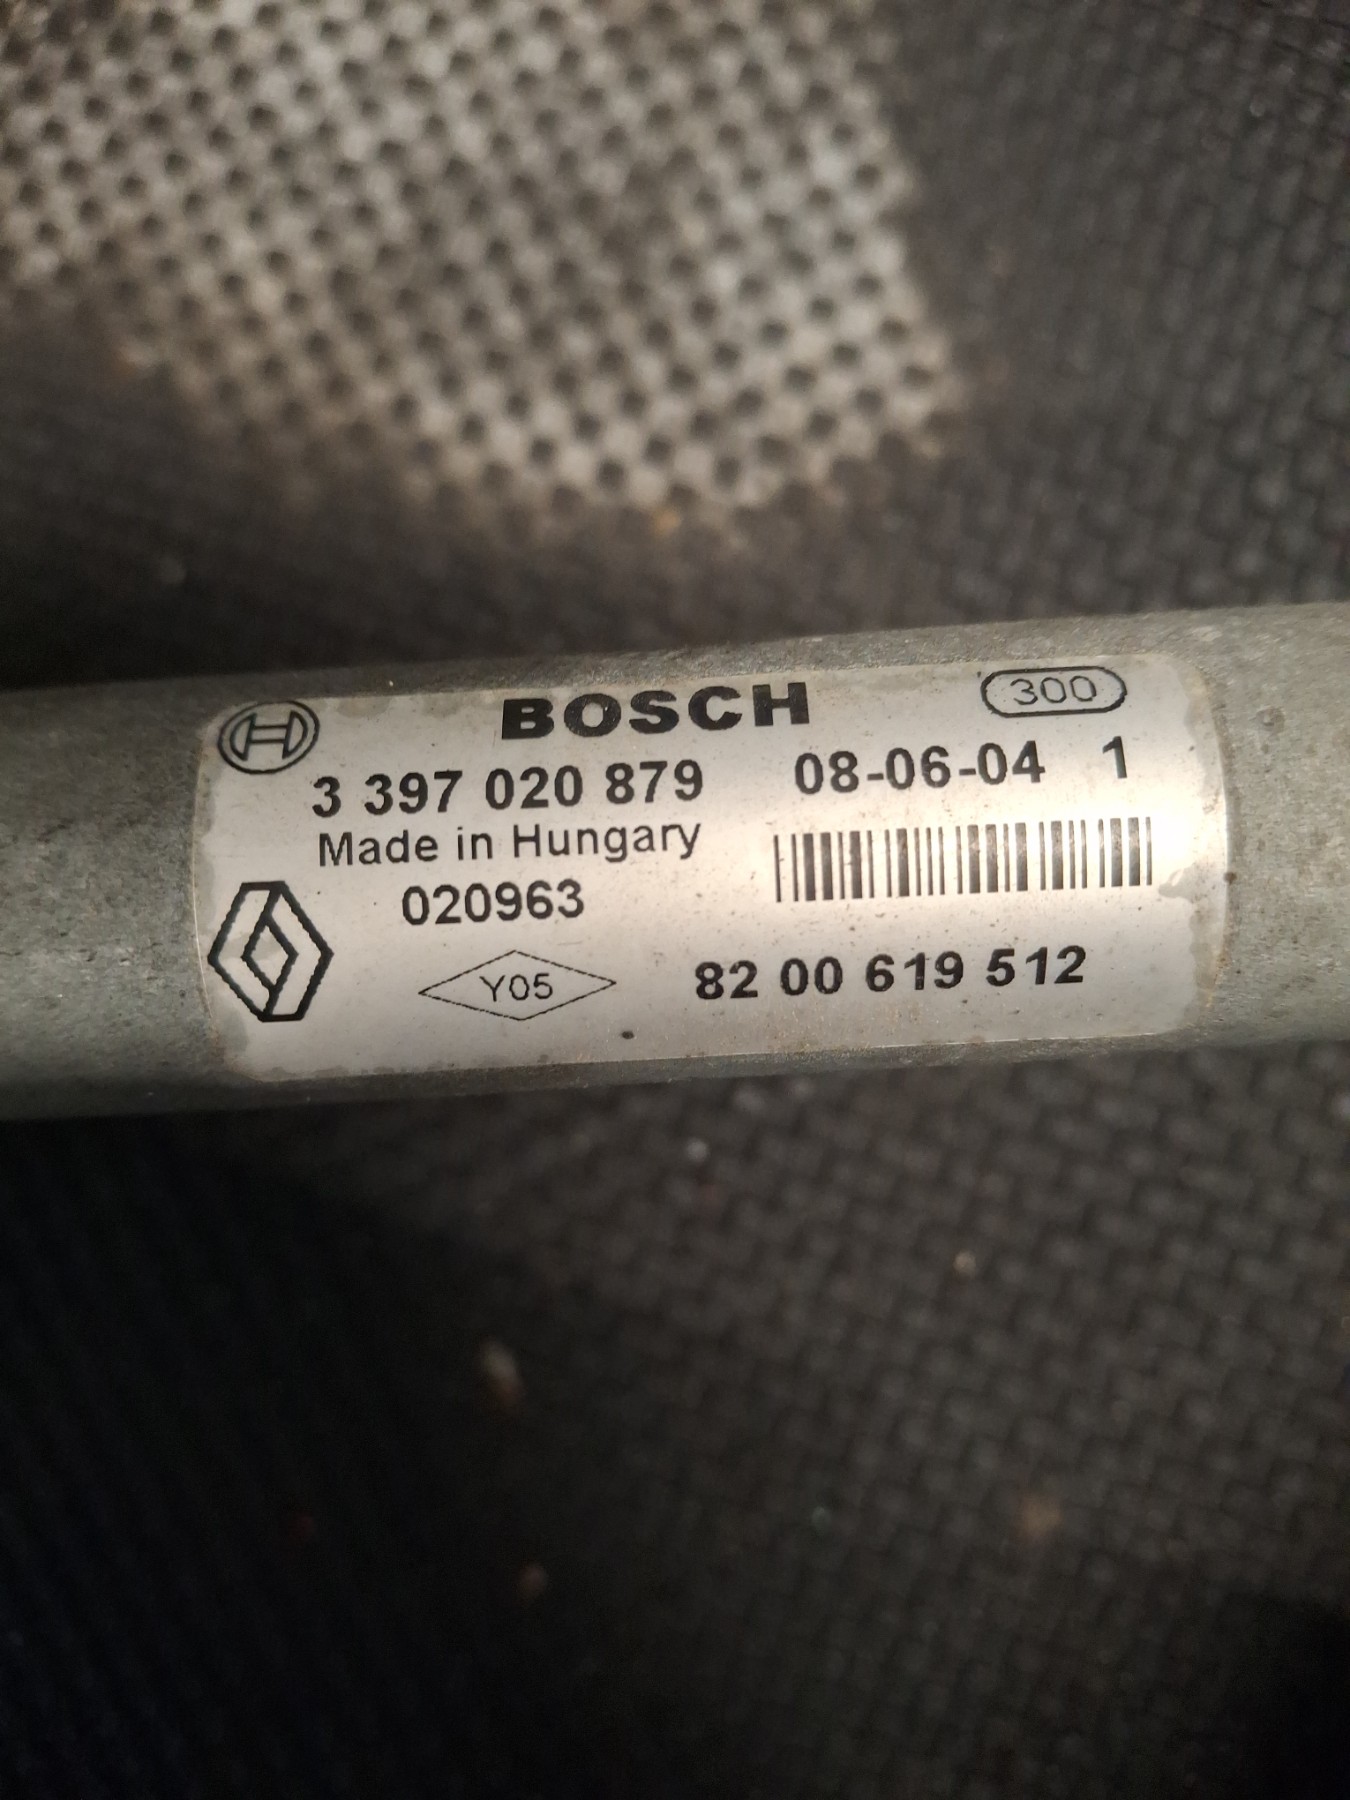 BOSCH 300
3 397 020 879 08-06-04 1
Made in Hungary
020963
Y05 82 00 619 512